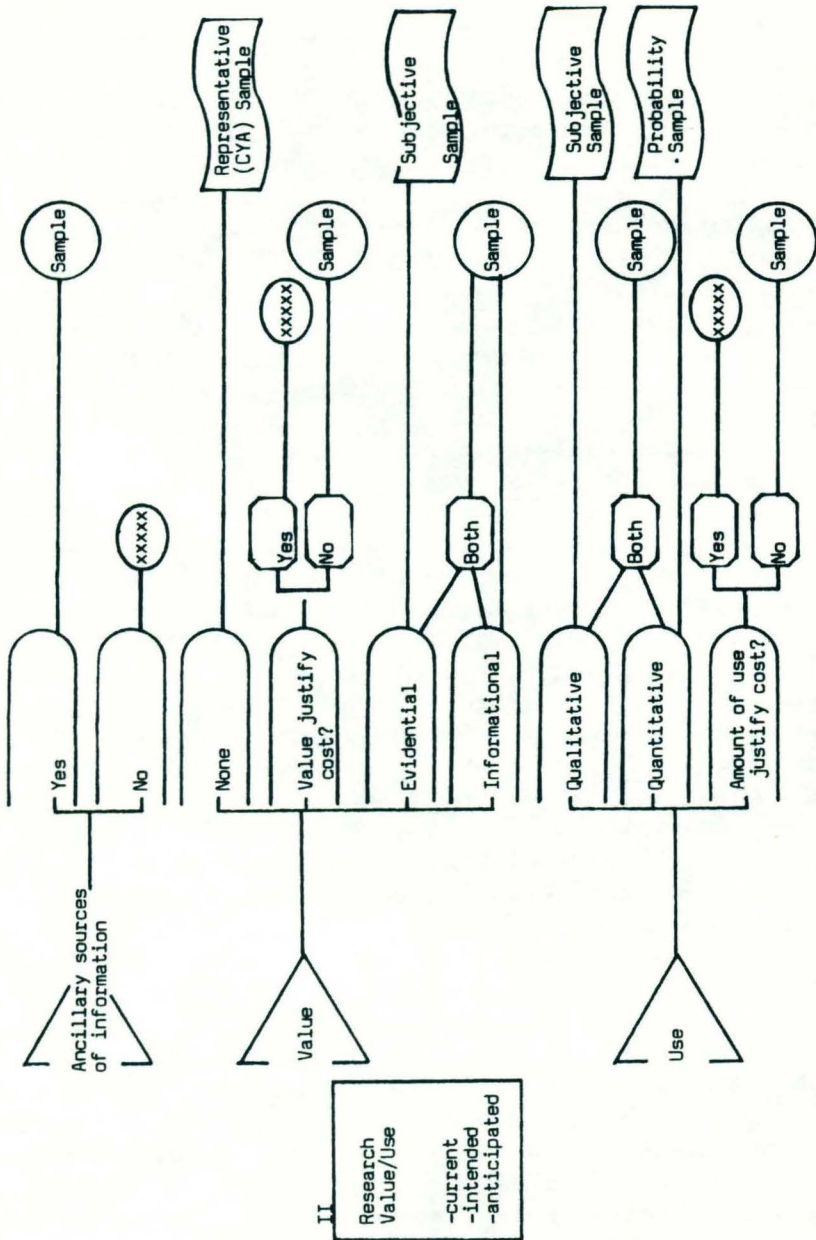 II
Research
Value/Use
-current
-intended
-anticipated
Ancillary sources
of information
Yes
Sample
No
xxxxx
Value
None
Representative
(CYA) Sample
Value justify
cost?
Yes
xxxxx
No
Sample
Evidential
Subjective
Sample
Both
Informational
Sample
Use
Qualitative
Subjective
Sample
Both
Sample
Quantitative
Probability
Sample
Amount of use
justify cost?
Yes
xxxxx
No
Sample